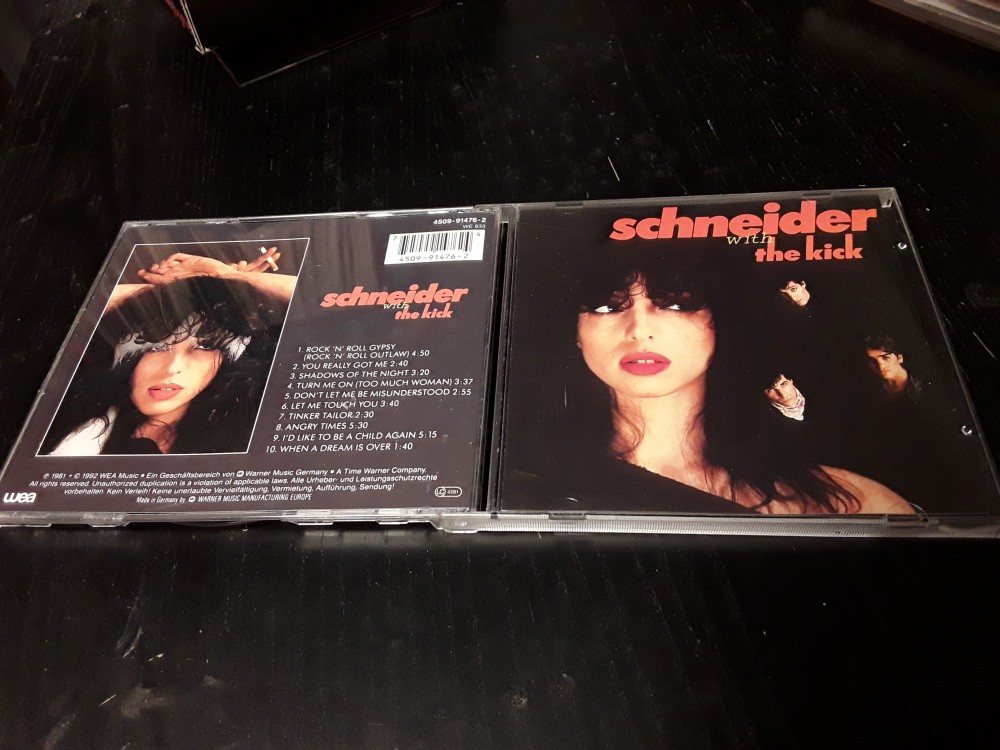 4509-91476-2
WE 833
7
4
4509-91476-2
schneider
with
the kick
1. ROCK 'N' ROLL GYPSY
(ROCK 'N' ROLL OUTLAW) 4:50
2. YOU REALLY GOT ME 2:40
3. SHADOWS OF THE NIGHT 3:20
4. TURN ME ON (TOO MUCH WOMAN) 3:37
5. DON'T LET ME BE MISUNDERSTOOD 2:55
6. LET ME TOUCH YOU 3:40
7. TINKER TAILOR 2:30
8. ANGRY TIMES 5:30
9. I'D LIKE TO BE A CHILD AGAIN 5:15
10. WHEN A DREAM IS OVER 1:40
℗ 1981 • © 1992 WEA Music • Ein Geschäftsbereich von Warner Music Germany • A Time Warner Company.
All rights reserved. Unauthorized duplication is a violation of applicable laws. Alle Urheber- und Leistungsschutzrechte
vorbehalten. Kein Verleih! Keine unerlaubte Vervielfältigung, Vermietung, Aufführung, Sendung!
Made in Germany by WARNER MUSIC MANUFACTURING EUROPE
wea
LC 4281
schneider
with
the kick